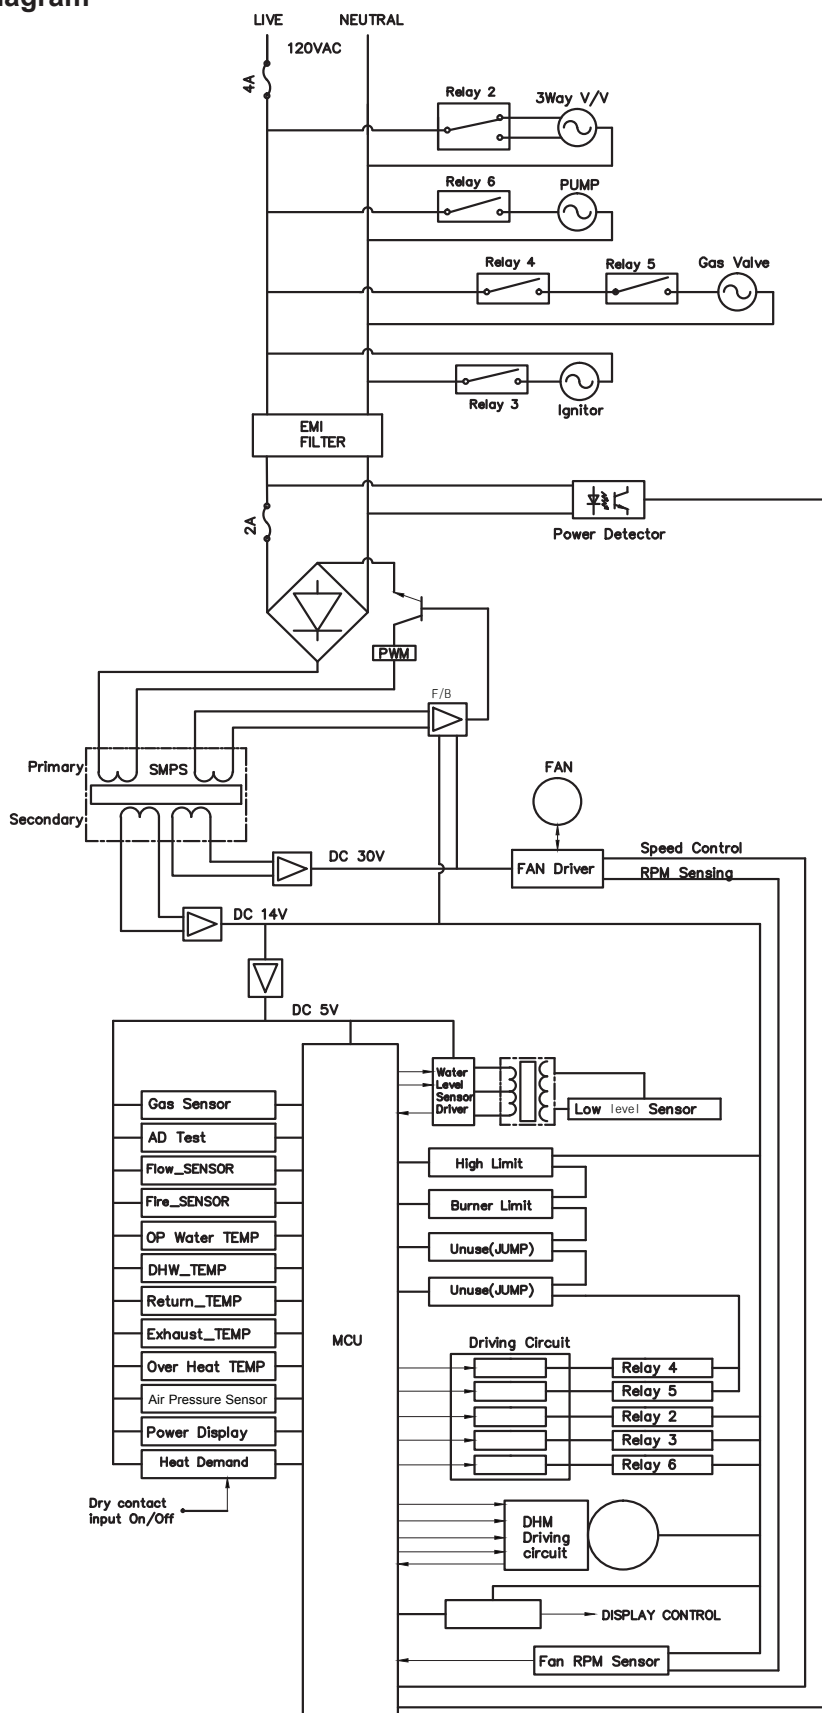 LIVE
NEUTRAL
120VAC
4A
Relay 2
3Way V/V
Relay 6
PUMP
Relay 4
Relay 5
Gas Valve
Relay 3
Ignitor
EMI
FILTER
2A
Power Detector
PWM
F/B
Primary
SMPS
Secondary
FAN
DC 30V
FAN Driver
Speed Control
RPM Sensing
DC 14V
DC 5V
Water
Level
Sensor
Driver
Low level Sensor
Gas Sensor
AD Test
Flow_SENSOR
Fire_SENSOR
OP Water TEMP
DHW_TEMP
Return_TEMP
Exhaust_TEMP
Over Heat TEMP
Air Pressure Sensor
Power Display
Heat Demand
Dry contact
input On/Off
MCU
High Limit
Burner Limit
Unuse(JUMP)
Unuse(JUMP)
Driving Circuit
Relay 4
Relay 5
Relay 2
Relay 3
Relay 6
DHM
Driving
circuit
DISPLAY CONTROL
Fan RPM Sensor